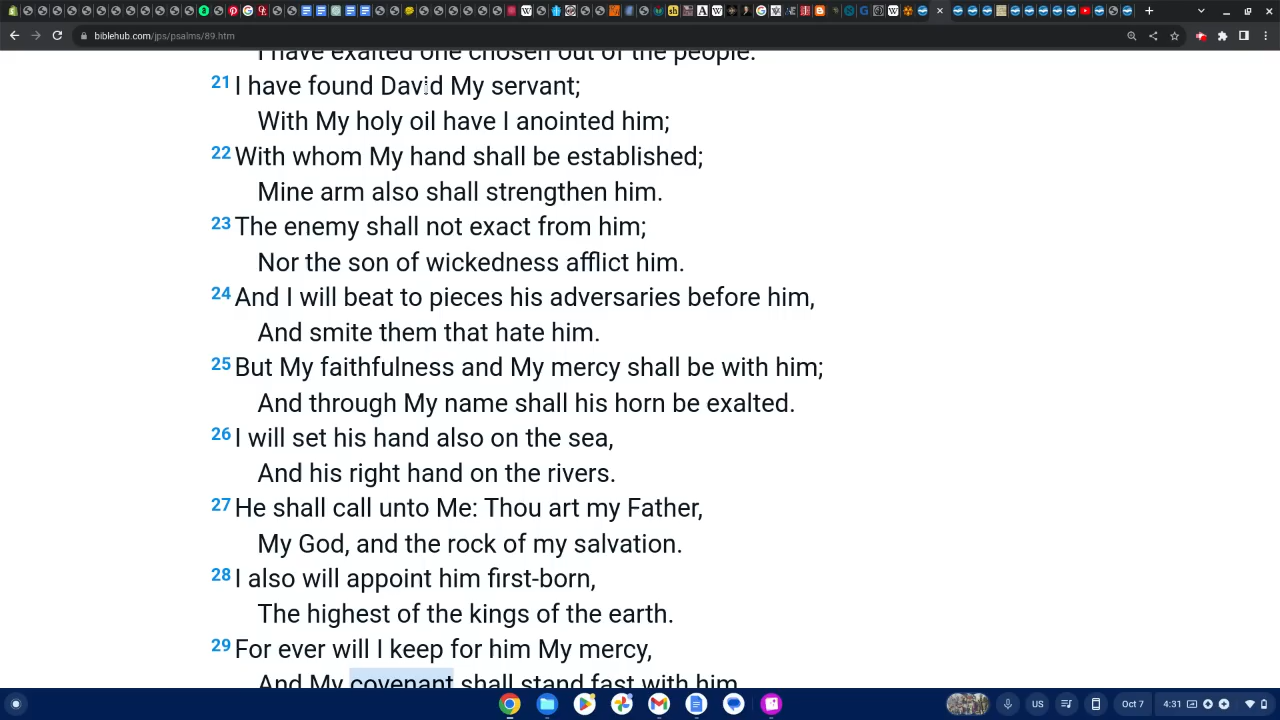 biblehub.com/jps/psalms/89.htm
I have exalted one chosen out of the people.
21 I have found David My servant;
With My holy oil have I anointed him;
22 With whom My hand shall be established;
Mine arm also shall strengthen him.
23 The enemy shall not exact from him;
Nor the son of wickedness afflict him.
24 And I will beat to pieces his adversaries before him,
And smite them that hate him.
25 But My faithfulness and My mercy shall be with him;
And through My name shall his horn be exalted.
26 I will set his hand also on the sea,
And his right hand on the rivers.
27 He shall call unto Me: Thou art my Father,
My God, and the rock of my salvation.
28 I also will appoint him first-born,
The highest of the kings of the earth.
29 For ever will I keep for him My mercy,
And My covenant shall stand fast with him
US Oct 7 4:31